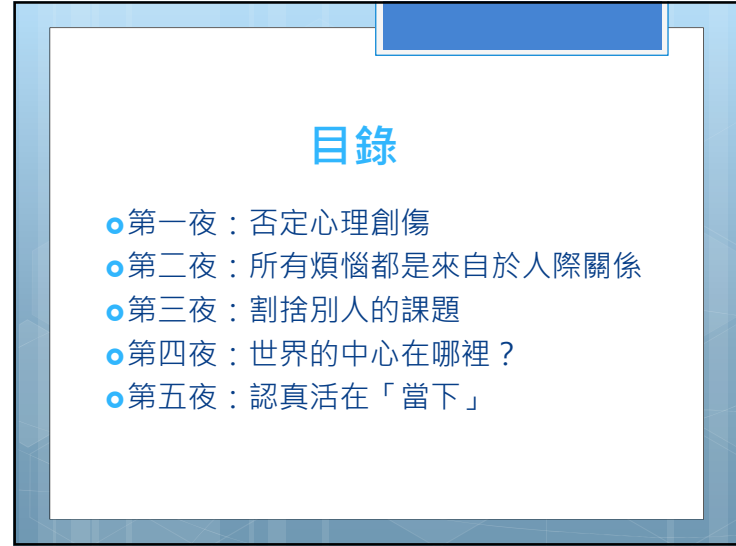 目錄
第一夜：否定心理創傷
第二夜：所有煩惱都是來自於人際關係
第三夜：割捨別人的課題
第四夜：世界的中心在哪裡？
第五夜：認真活在「當下」